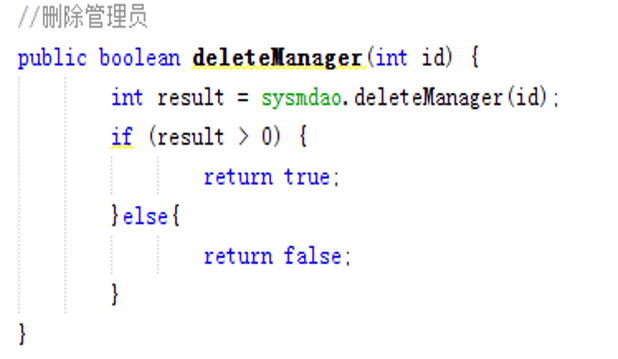 //删除管理员
public boolean deleteManager(int id) {
int result = sysmdao.deleteManager(id);
if (result > 0) {
return true;
}else{
return false;
}
}